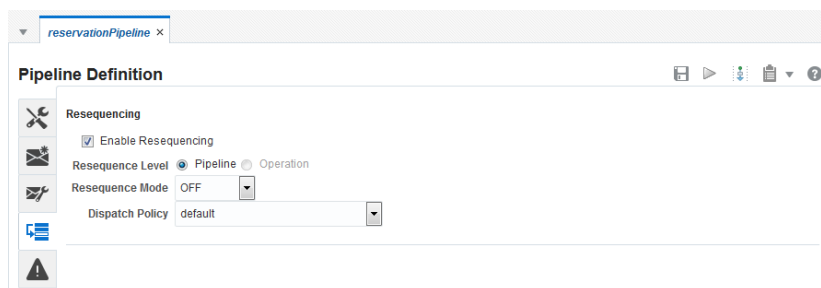 reservationPipeline ×
Pipeline Definition
Resequencing
Enable Resequencing
Resequence Level Pipeline Operation
Resequence Mode OFF
Dispatch Policy default